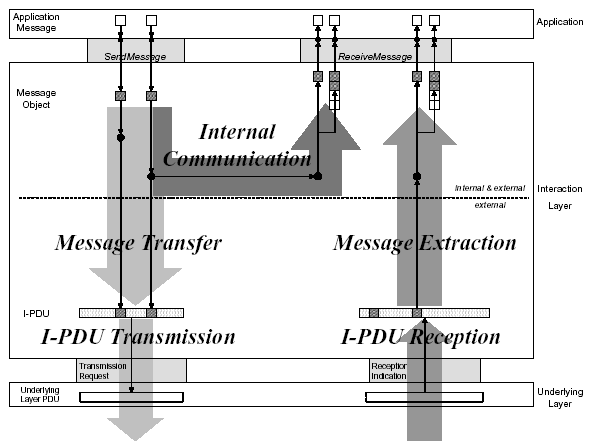 Application
Message
Application
SendMessage
ReceiveMessage
Message
Object
Internal
Communication
internal & external
external
Interaction
Layer
Message Transfer
Message Extraction
I-PDU
I-PDU Transmission
I-PDU Reception
Transmission
Request
Reception
Indication
Underlying
Layer PDU
Underlying
Layer